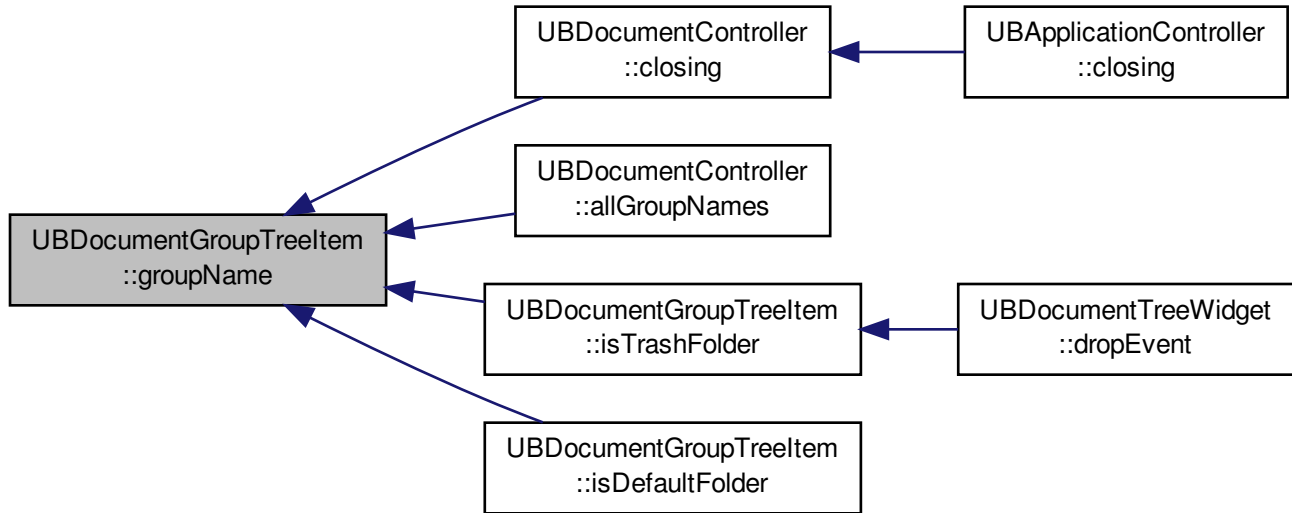 UBDocumentController
::closing
UBApplicationController
::closing
UBDocumentController
::allGroupNames
UBDocumentGroupTreeItem
::groupName
UBDocumentGroupTreeItem
::isTrashFolder
UBDocumentTreeWidget
::dropEvent
UBDocumentGroupTreeItem
::isDefaultFolder